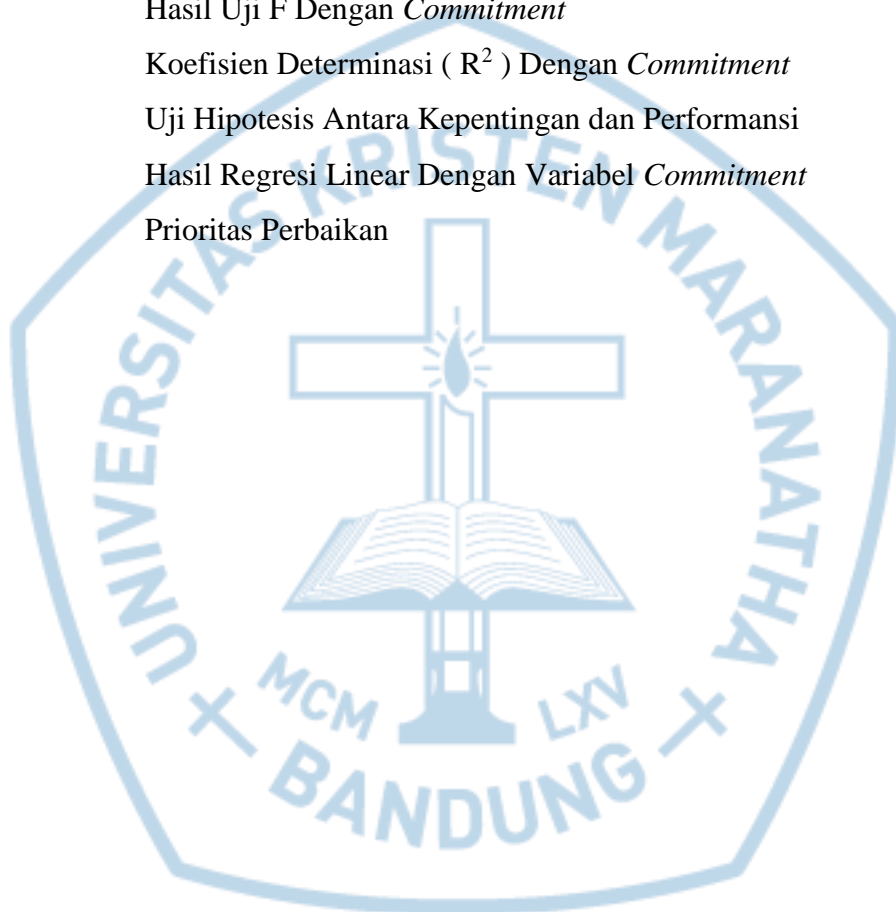 Hasil Uji F Dengan Commitment
Koefisien Determinasi ( R² ) Dengan Commitment
Uji Hipotesis Antara Kepentingan dan Performansi
Hasil Regresi Linear Dengan Variabel Commitment
Prioritas Perbaikan
UNIVERSITAS KRISTEN MARANATHA
MCM LXV
BANDUNG